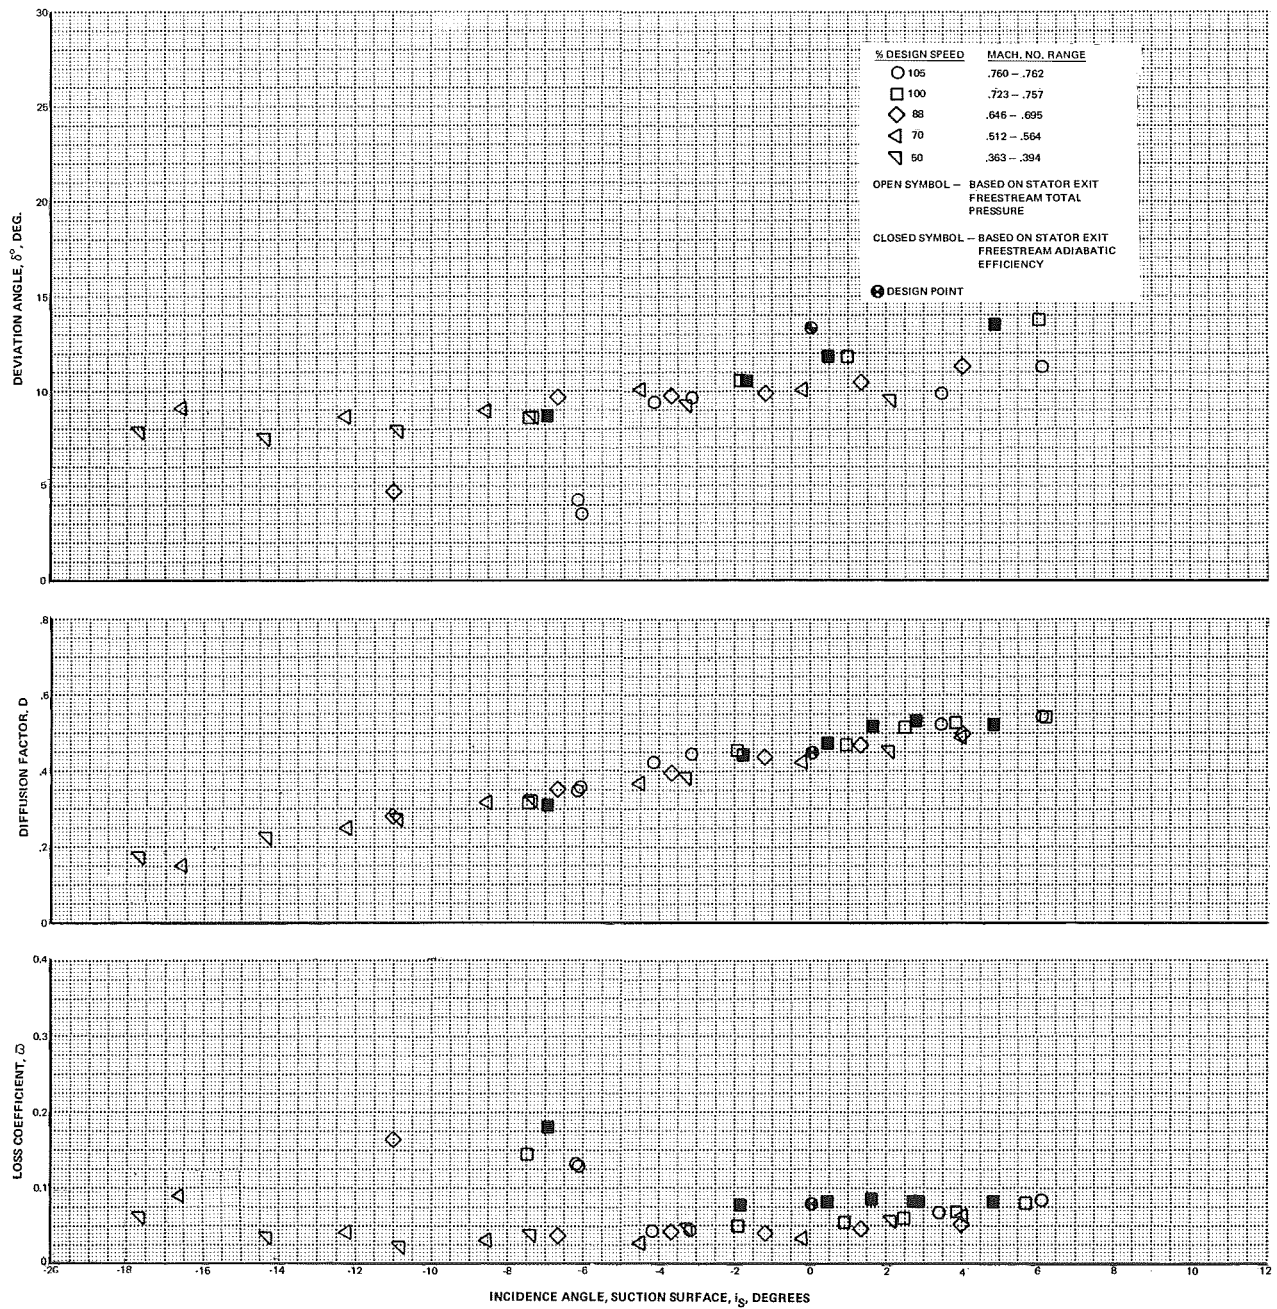 30
25
20
15
10
5
0
DEVIATION ANGLE, δ°, DEG.
% DESIGN SPEED MACH. NO. RANGE
105 .760 – .762
100 .723 – .757
88 .646 – .695
70 .512 – .564
50 .363 – .394
OPEN SYMBOL – BASED ON STATOR EXIT
FREESTREAM TOTAL
PRESSURE
CLOSED SYMBOL – BASED ON STATOR EXIT
FREESTREAM ADIABATIC
EFFICIENCY
DESIGN POINT
.8
.6
.4
.2
0
DIFFUSION FACTOR, D
0.4
0.3
0.2
0.1
0
LOSS COEFFICIENT, ω̄
-20 -18 -16 -14 -12 -10 -8 -6 -4 -2 0 2 4 6 8 10 12
INCIDENCE ANGLE, SUCTION SURFACE, iS, DEGREES